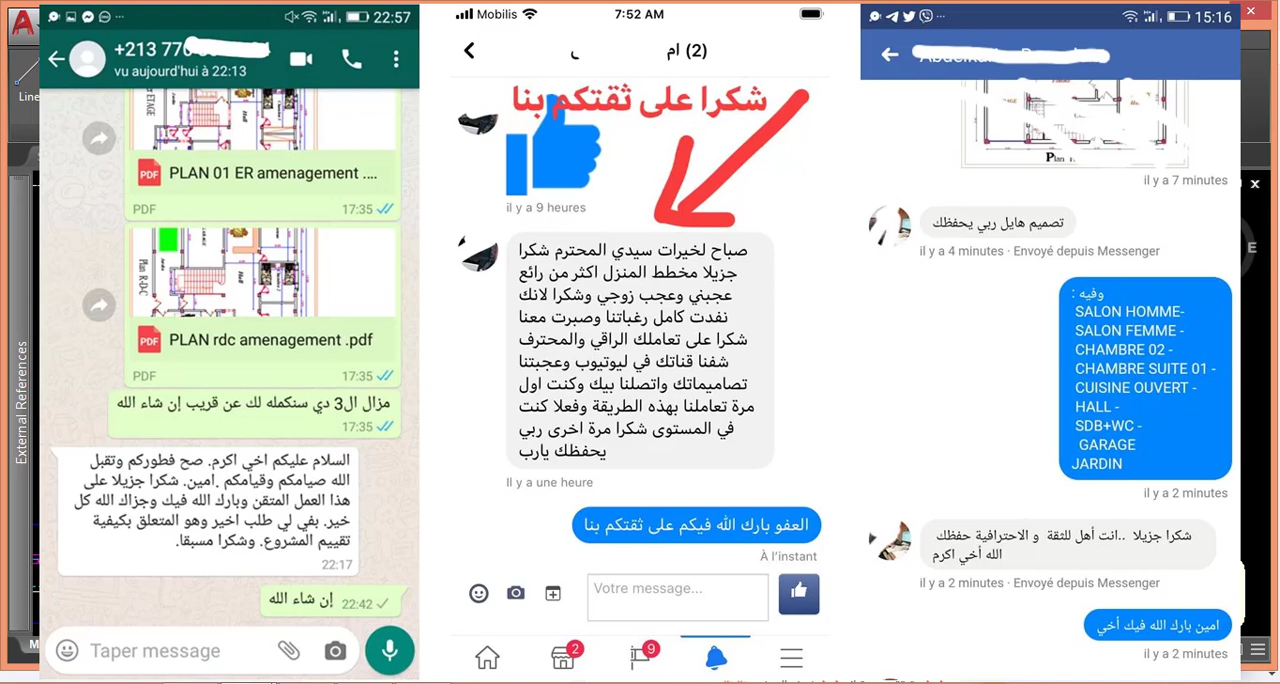 Line
External References
22:57
+213 770
vu aujourd'hui à 22:13
ETAGE
Hall
PLAN 01 ER amenagement ....
PDF
17:35
Plan R-D-C
Hall
PLAN rdc amenagement .pdf
PDF
17:35
مزال ال3 دي سنكمله لك عن قريب إن شاء الله
17:35
السلام عليكم اخي اكرم. صح فطوركم وتقبل
الله صيامكم وقيامكم .امين. شكرا جزيلا على
هذا العمل المتقن وبارك الله فيك وجزاك الله كل
خير. بفي لي طلب اخير وهو المتعلق بكيفية
تقييم المشروع. وشكرا مسبقا.
22:17
إن شاء الله
22:42
Taper message
Mobilis
7:52 AM
ام (2)
شكرا على ثقتكم بنا
il y a 9 heures
صباح لخيرات سيدي المحترم شكرا
جزيلا مخطط المنزل اكثر من رائع
عجبني وعجب زوجي وشكرا لانك
نفدت كامل رغباتنا وصبرت معنا
شكرا على تعاملك الراقي والمحترف
شفنا قناتك في ليوتيوب وعجبتنا
تصاميماتك واتصلنا بيك وكنت اول
مرة تعاملنا بهذه الطريقة وفعلا كنت
في المستوى شكرا مرة اخرى ربي
يحفظك يارب
Il y a une heure
العفو بارك الله فيكم على ثقتكم بنا
À l'instant
Votre message...
2
9
15:16
il y a 7 minutes
تصميم هايل ربي يحفظك
il y a 4 minutes · Envoyé depuis Messenger
وفيه :
SALON HOMME-
SALON FEMME -
CHAMBRE 02 -
CHAMBRE SUITE 01 -
CUISINE OUVERT -
HALL -
SDB+WC -
GARAGE
JARDIN
il y a 2 minutes
شكرا جزيلا ..انت أهل للثقة و الاحترافية حفظك
الله أخي اكرم
il y a 2 minutes · Envoyé depuis Messenger
امين بارك الله فيك أخي
il y a 2 minutes
E